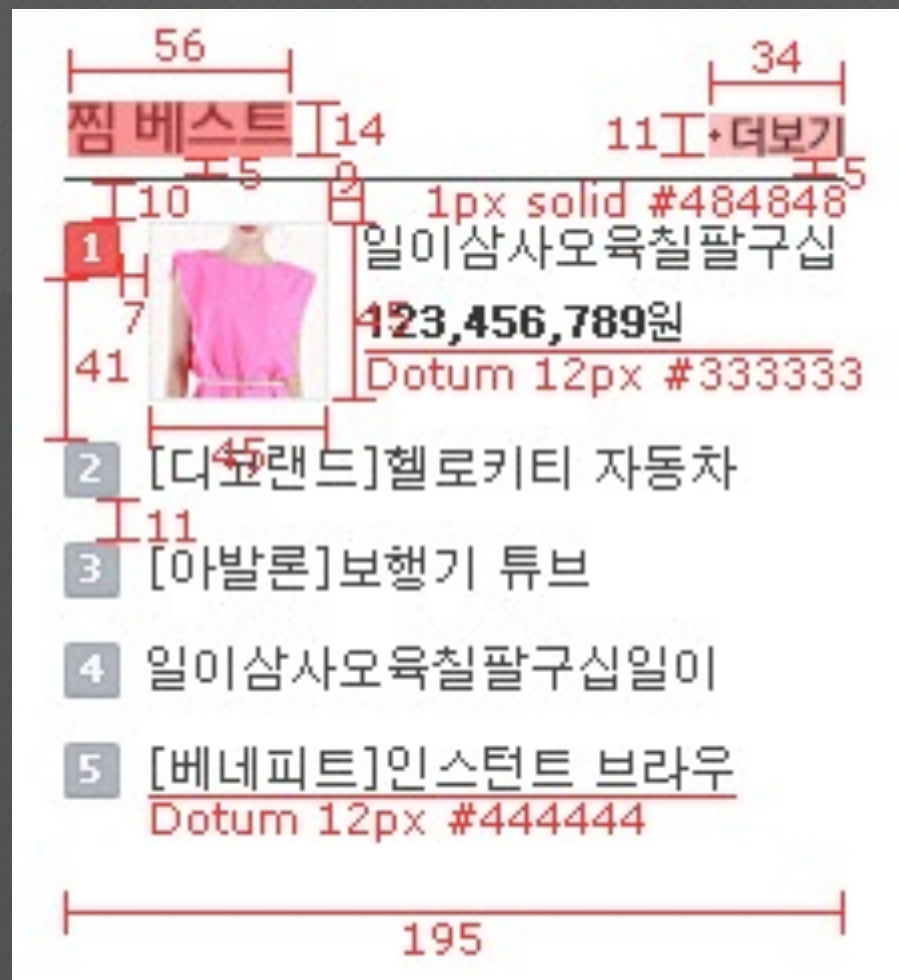 56
34
찜 베스트
14
11
더보기
5
5
10
9
1px solid #484848
1
일이삼사오육칠팔구십
7
45
123,456,789원
41
Dotum 12px #333333
45
2 [디코랜드]헬로키티 자동차
11
3 [아발론]보행기 튜브
4 일이삼사오육칠팔구십일이
5 [베네피트]인스턴트 브라우
Dotum 12px #444444
195